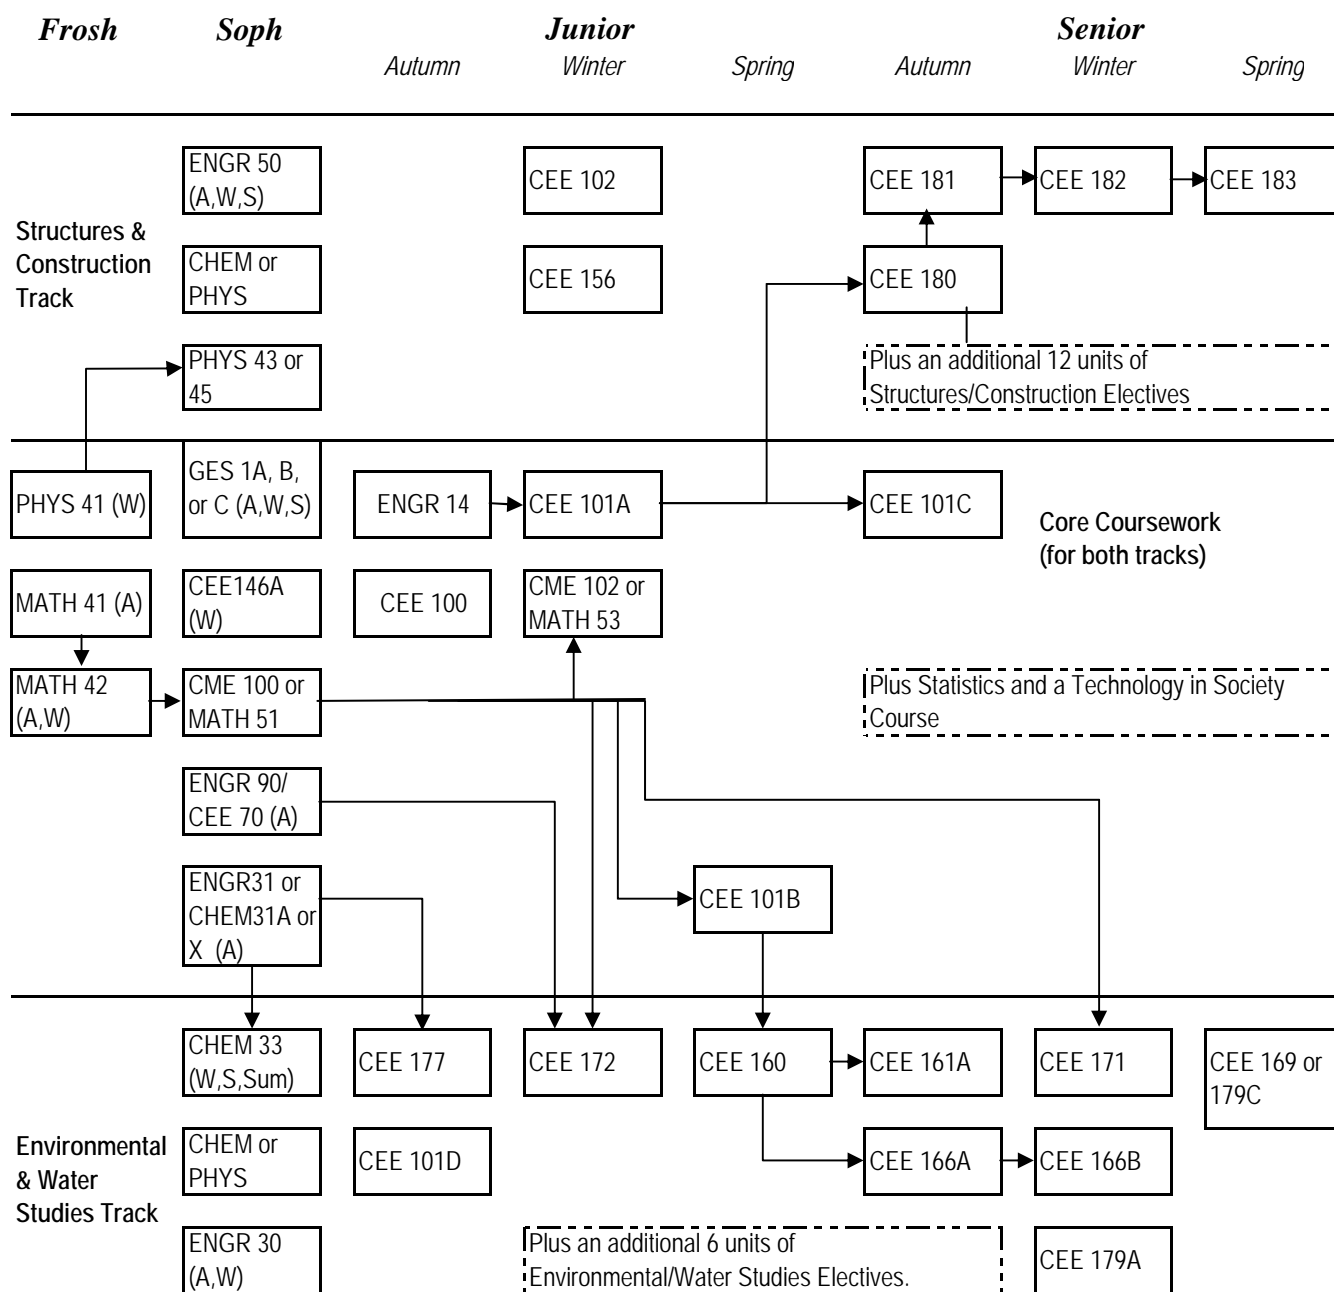 Frosh Soph Junior Senior
Autumn Winter Spring Autumn Winter Spring
Structures &
Construction
Track
ENGR 50
(A,W,S)
CEE 102
CEE 181
CEE 182
CEE 183
CHEM or
PHYS
CEE 156
CEE 180
PHYS 43 or
45
Plus an additional 12 units of
Structures/Construction Electives
PHYS 41 (W)
GES 1A, B,
or C (A,W,S)
ENGR 14
CEE 101A
CEE 101C
Core Coursework
(for both tracks)
MATH 41 (A)
CEE146A
(W)
CEE 100
CME 102 or
MATH 53
MATH 42
(A,W)
CME 100 or
MATH 51
Plus Statistics and a Technology in Society
Course
ENGR 90/
CEE 70 (A)
ENGR31 or
CHEM31A or
X (A)
CEE 101B
Environmental
& Water
Studies Track
CHEM 33
(W,S,Sum)
CEE 177
CEE 172
CEE 160
CEE 161A
CEE 171
CEE 169 or
179C
CHEM or
PHYS
CEE 101D
CEE 166A
CEE 166B
ENGR 30
(A,W)
Plus an additional 6 units of
Environmental/Water Studies Electives.
CEE 179A